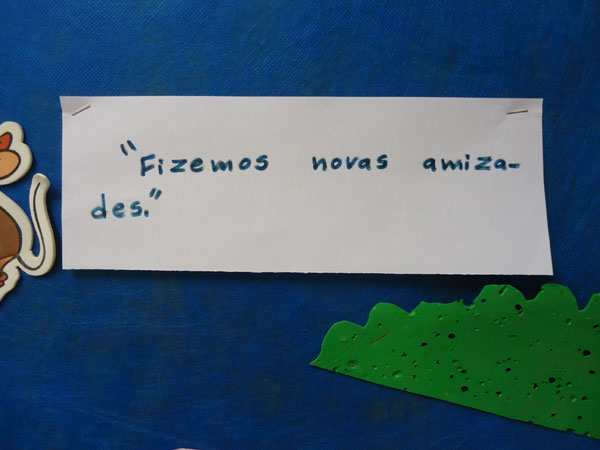 "Fizemos novas amiza-
des."